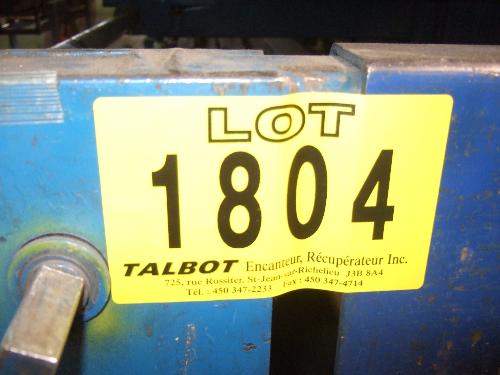 LOT
1804
TALBOT Encanteur, Récupérateur Inc.
725, rue Rossiter, St-Jean-sur-Richelieu J3B 8A4
Tél. : 450 347-2233 Fax : 450 347-4714